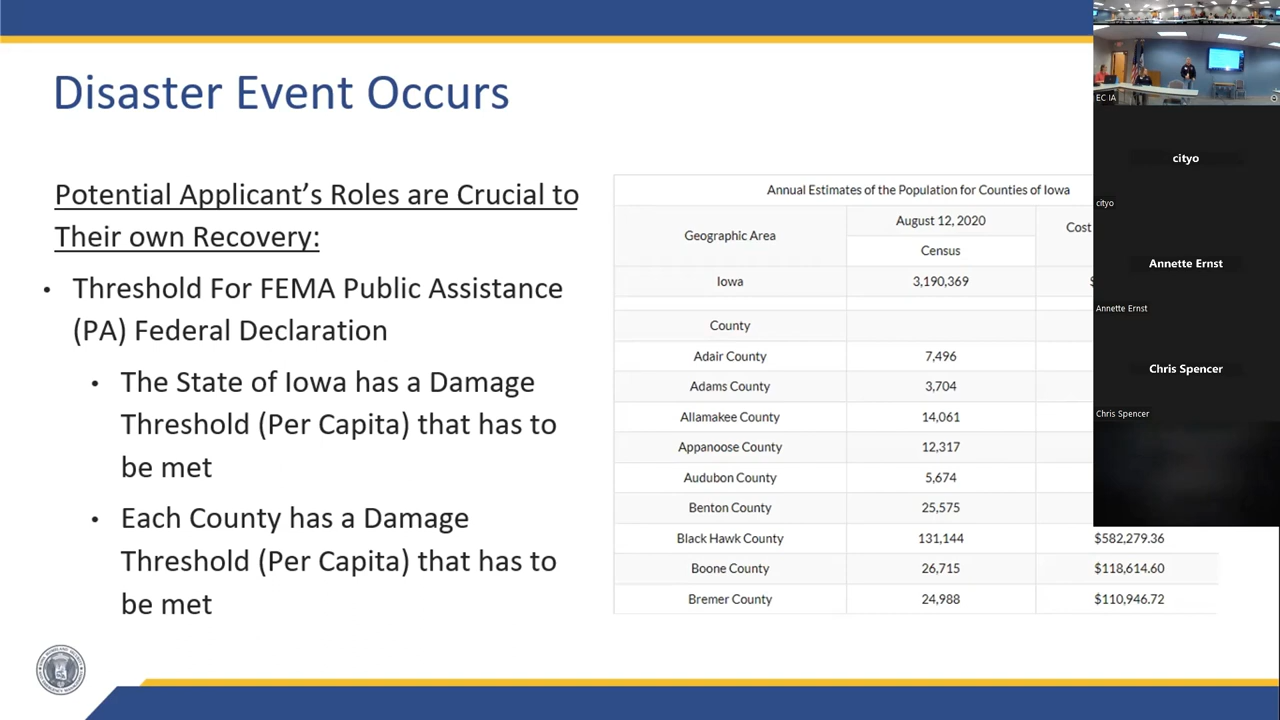 Disaster Event Occurs
Potential Applicant's Roles are Crucial to
Their own Recovery:
• Threshold For FEMA Public Assistance
(PA) Federal Declaration
• The State of Iowa has a Damage
Threshold (Per Capita) that has to
be met
• Each County has a Damage
Threshold (Per Capita) that has to
be met
Annual Estimates of the Population for Counties of Iowa
Geographic Area August 12, 2020 Cost
Census
Iowa 3,190,369 $
County
Adair County 7,496
Adams County 3,704
Allamakee County 14,061
Appanoose County 12,317
Audubon County 5,674
Benton County 25,575
Black Hawk County 131,144 $582,279.36
Boone County 26,715 $118,614.60
Bremer County 24,988 $110,946.72
EC IA
cityo
cityo
Annette Ernst
Annette Ernst
Chris Spencer
Chris Spencer